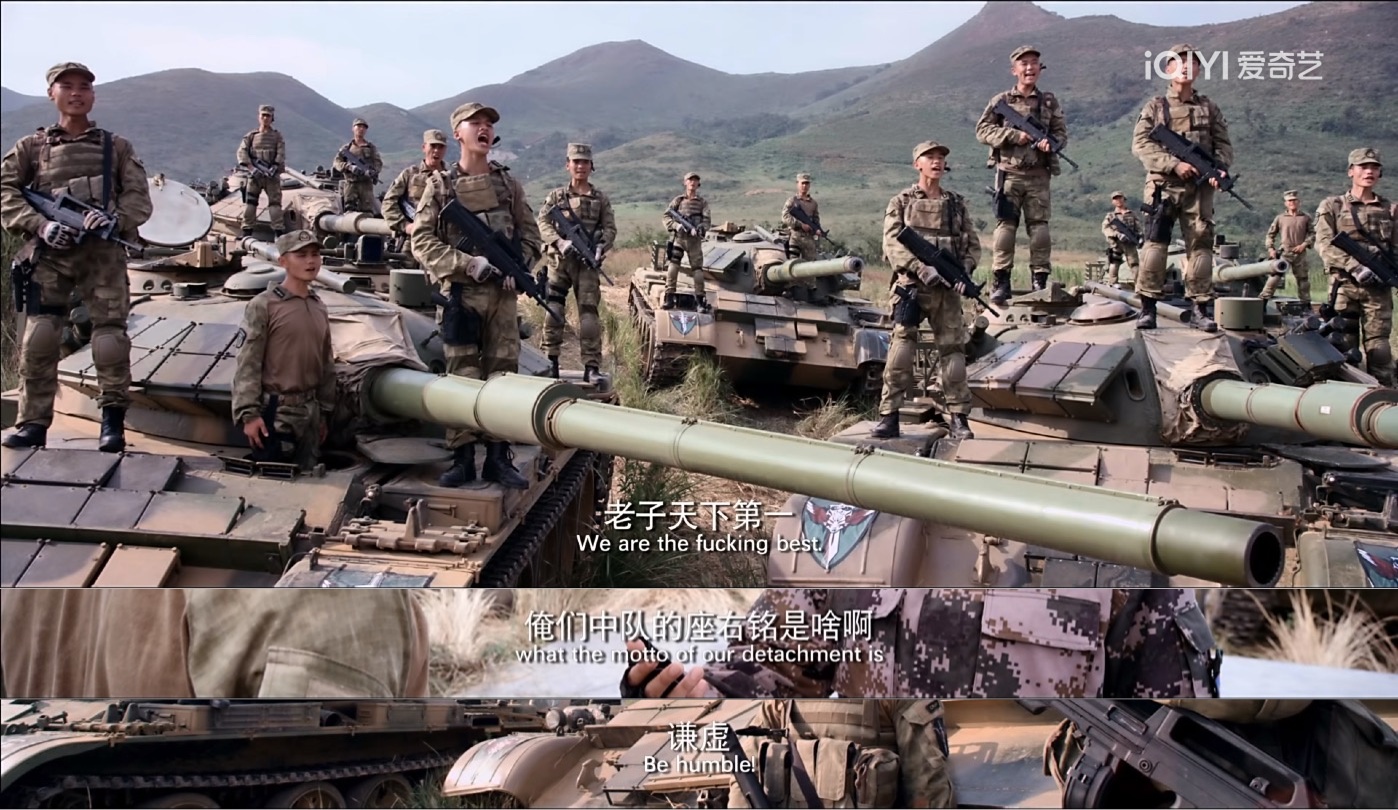 iQIYI 爱奇艺
老子天下第一
We are the fucking best.
俺们中队的座右铭是啥啊
what the motto of our detachment is
谦虚
Be humble!